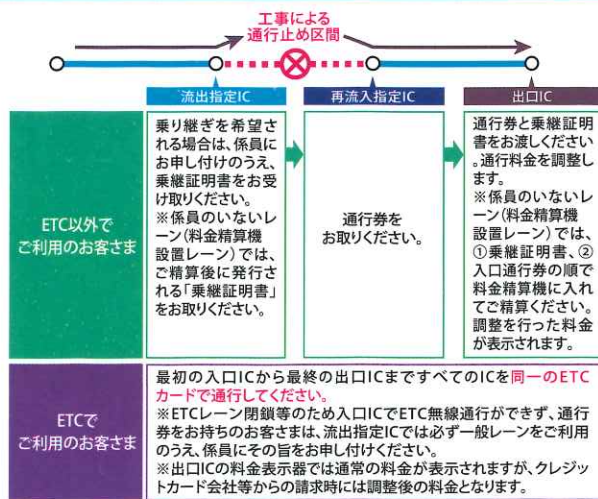 工事による
通行止め区間
流出指定IC
再流入指定IC
出口IC
ETC以外で
ご利用のお客さま
乗り継ぎを希望さ
れる場合は、係員に
お申し付けのうえ、
乗継証明書をお受
け取りください。
※係員のいないレ
ーン(料金精算機
設置レーン)では、
ご精算後に発行さ
れる「乗継証明書」
をお取りください。
通行券を
お取りください。
通行券と乗継証明
書をお渡しください
。通行料金を調整し
ます。
※係員のいないレ
ーン(料金精算機
設置レーン)では、
①乗継証明書、②
入口通行券の順で
料金精算機に入れ
てご精算ください。
調整を行った料金
が表示されます。
ETCで
ご利用のお客さま
最初の入口ICから最終の出口ICまですべてのICを同一のETC
カードで通行してください。
※ETCレーン閉鎖等のため入口ICでETC無線通行ができず、通行
券をお持ちのお客さまは、流出指定ICでは必ず一般レーンをご利用
のうえ、係員にその旨をお申し付けください。
※出口ICの料金表示器では通常の料金が表示されますが、クレジッ
トカード会社等からの請求時には調整後の料金となります。